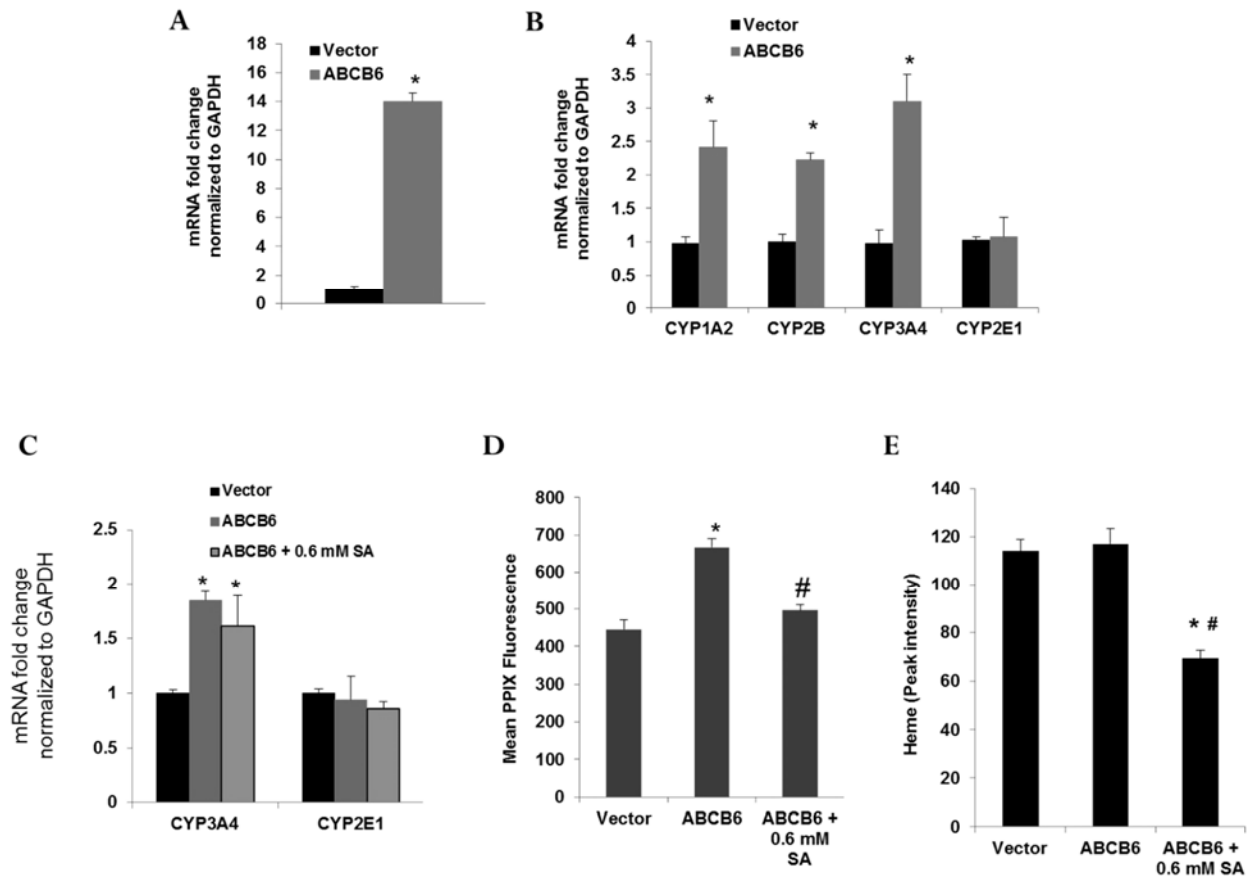 A
mRNA fold change
normalized to GAPDH
18
16
14
12
10
8
6
4
2
0
Vector
ABCB6
*
B
mRNA fold change
normalized to GAPDH
4
3.5
3
2.5
2
1.5
1
0.5
0
Vector
ABCB6
* * *
CYP1A2 CYP2B CYP3A4 CYP2E1
C
mRNA fold change
normalized to GAPDH
2.5
2
1.5
1
0.5
0
Vector
ABCB6
ABCB6 + 0.6 mM SA
* *
CYP3A4 CYP2E1
D
Mean PPIX Fluorescence
800
700
600
500
400
300
200
100
0
*
#
Vector ABCB6 ABCB6 +
0.6 mM
SA
E
Heme (Peak intensity)
140
120
100
80
60
40
20
0
* #
Vector ABCB6 ABCB6 +
0.6 mM SA